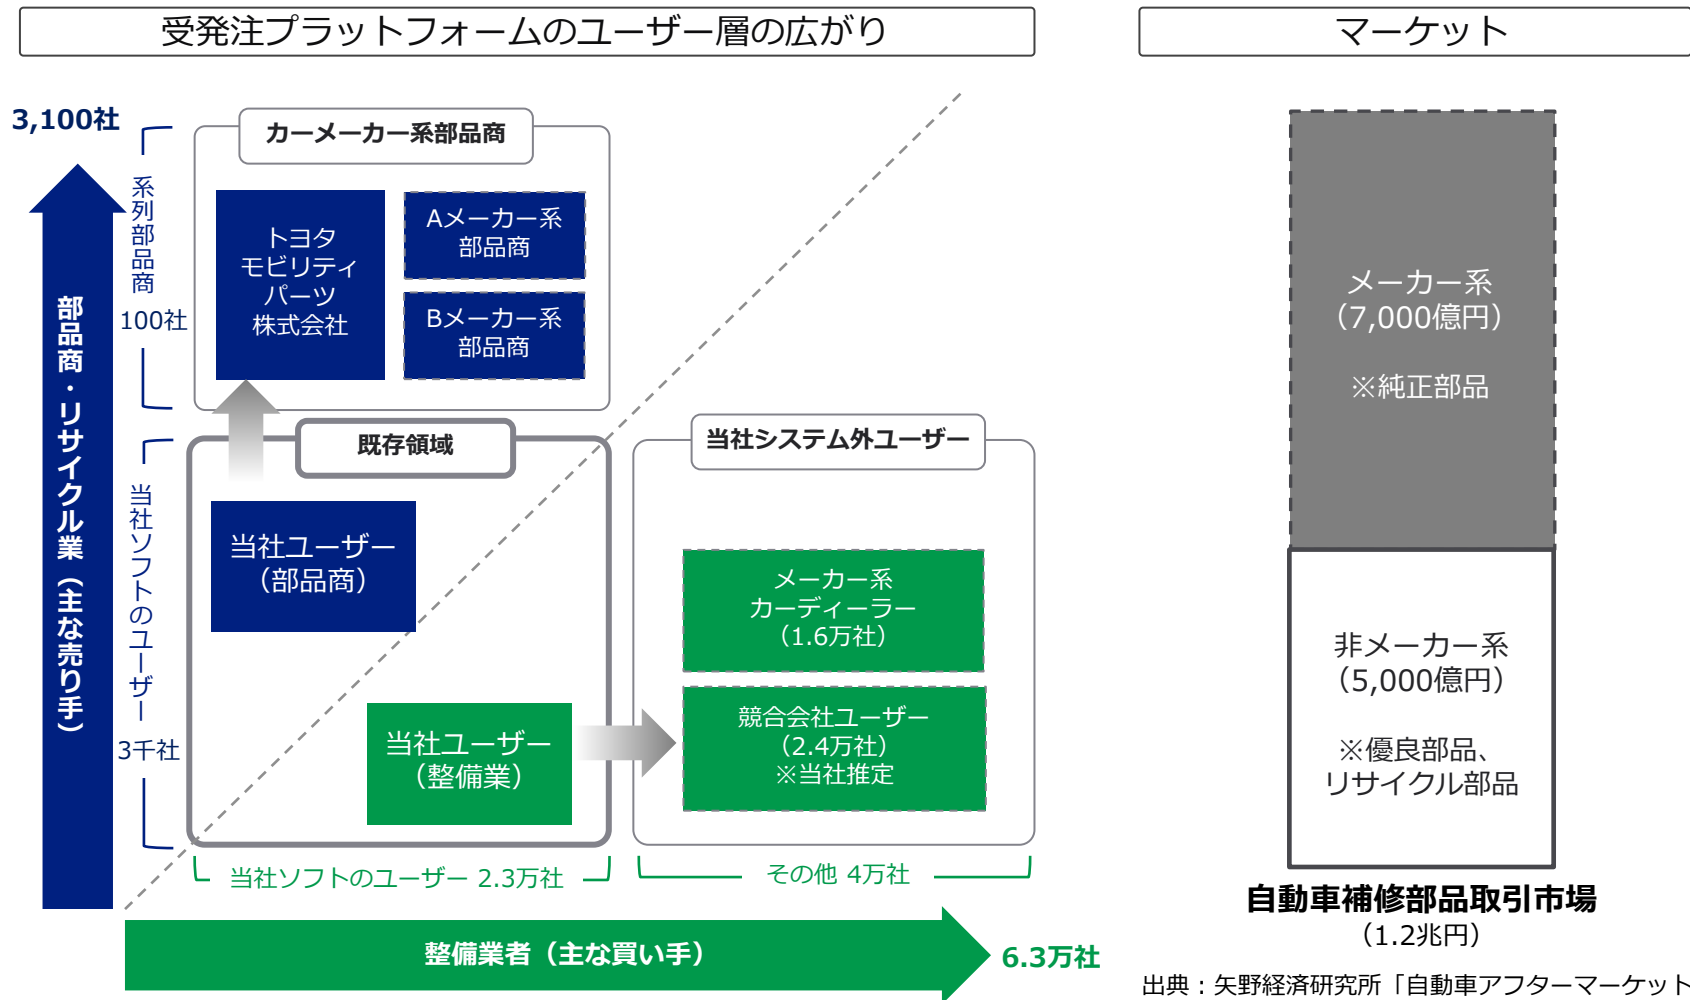 受発注プラットフォームのユーザー層の広がり
マーケット
3,100社
部品商・リサイクル業（主な売り手）
系列部品商
100社
カーメーカー系部品商
トヨタ
モビリティ
パーツ
株式会社
Aメーカー系
部品商
Bメーカー系
部品商
当社ソフトのユーザー
3千社
既存領域
当社ユーザー
（部品商）
当社ユーザー
（整備業）
当社システム外ユーザー
メーカー系
カーディーラー
（1.6万社）
競合会社ユーザー
（2.4万社）
※当社推定
当社ソフトのユーザー 2.3万社
その他 4万社
整備業者（主な買い手）
6.3万社
メーカー系
（7,000億円）
※純正部品
非メーカー系
（5,000億円）
※優良部品、
リサイクル部品
自動車補修部品取引市場
（1.2兆円）
出典：矢野経済研究所「自動車アフターマーケット